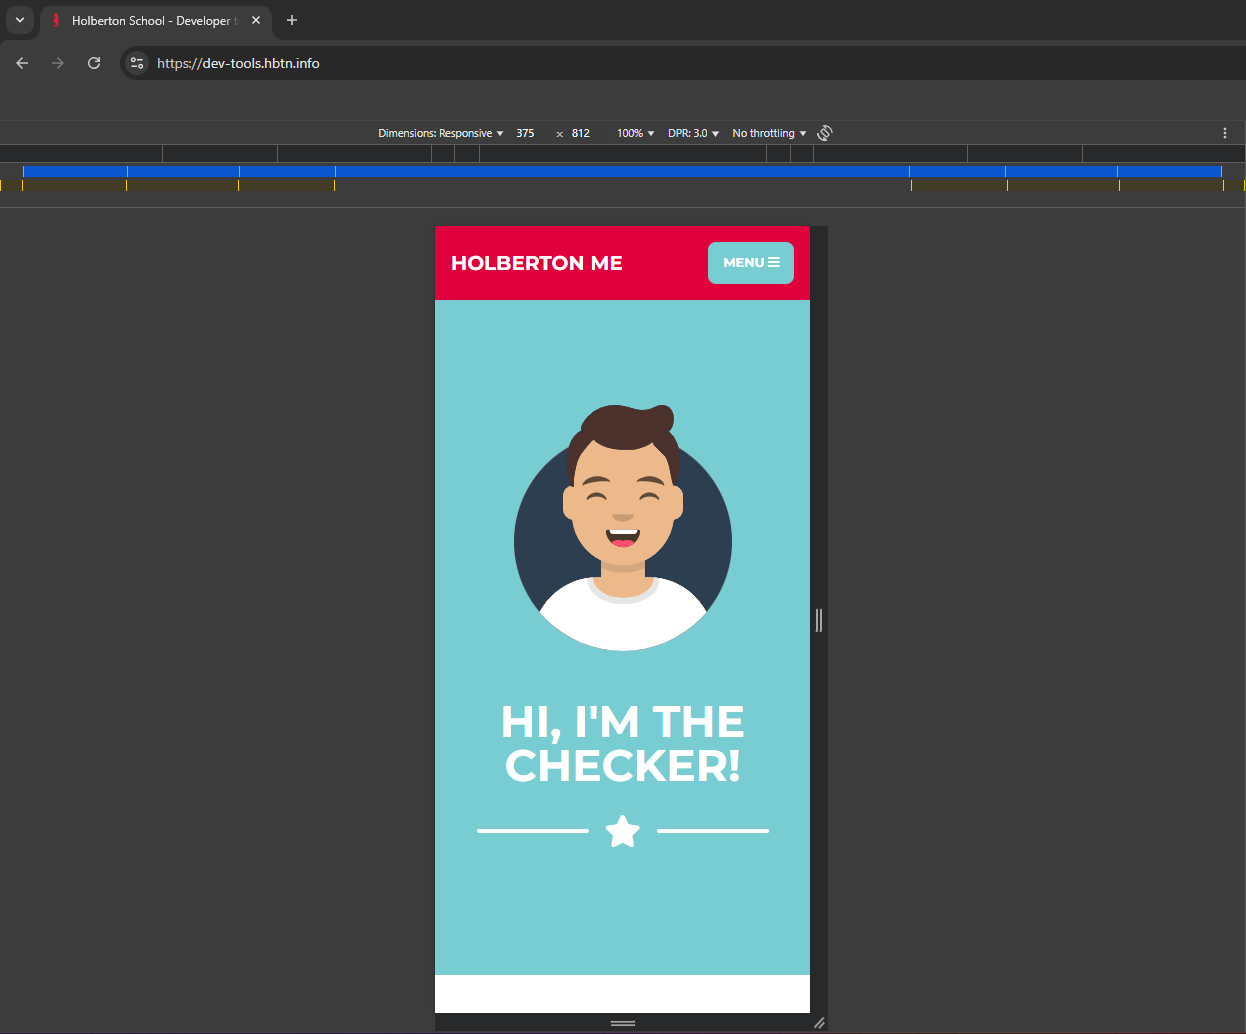 Holberton School - Developer
https://dev-tools.hbtn.info
Dimensions: Responsive 375 x 812 100% DPR: 3.0 No throttling
HOLBERTON ME
MENU
HI, I'M THE
CHECKER!